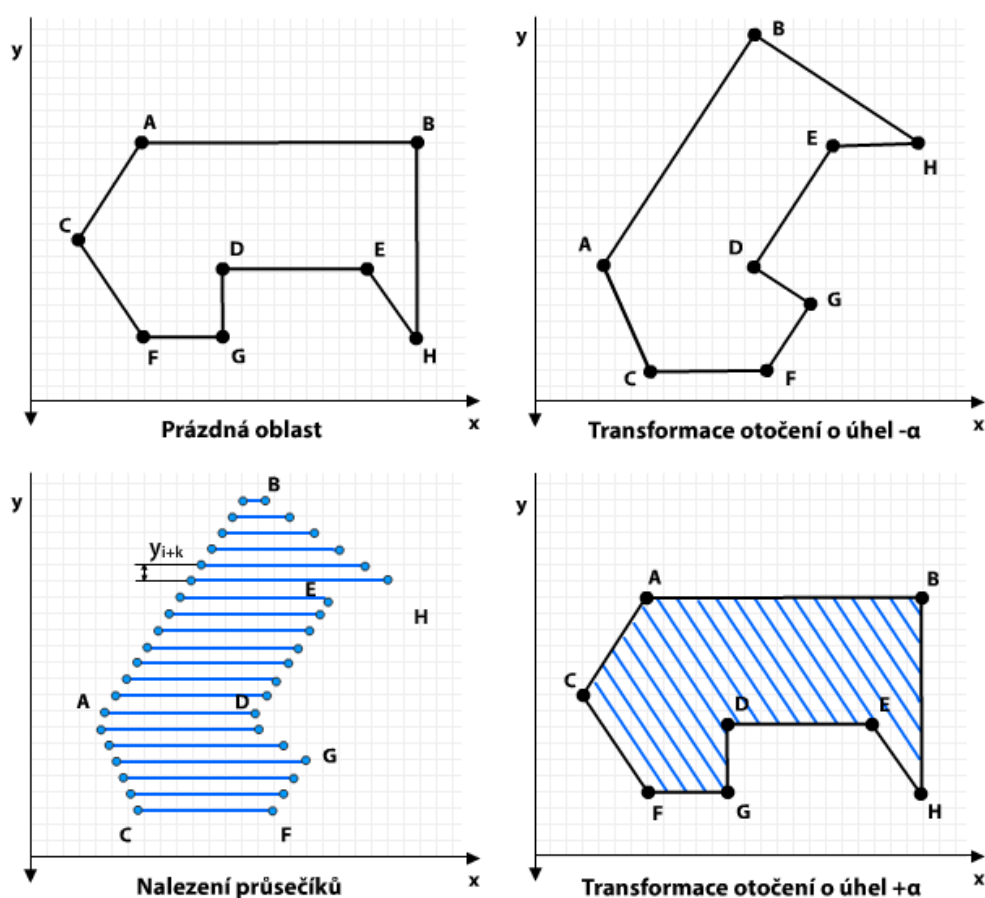 y
A
B
C
D
E
F
G
H
x
Prázdná oblast
y
B
E
H
A
D
G
C
F
x
Transformace otočení o úhel -α
y
B
yi+k
E
H
A
D
G
C
F
x
Nalezení průsečíků
y
A
B
C
D
E
F
G
H
x
Transformace otočení o úhel +α